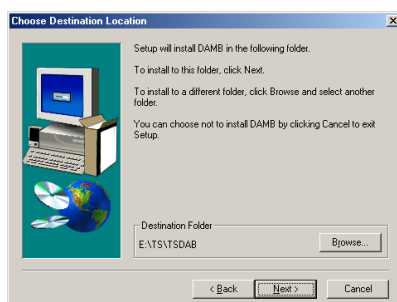 Choose Destination Location
Setup will install DAMB in the following folder.
To install to this folder, click Next.
To install to a different folder, click Browse and select another
folder.
You can choose not to install DAMB by clicking Cancel to exit
Setup.
Destination Folder
E:\TS\TSDAB
Browse...
< Back
Next >
Cancel